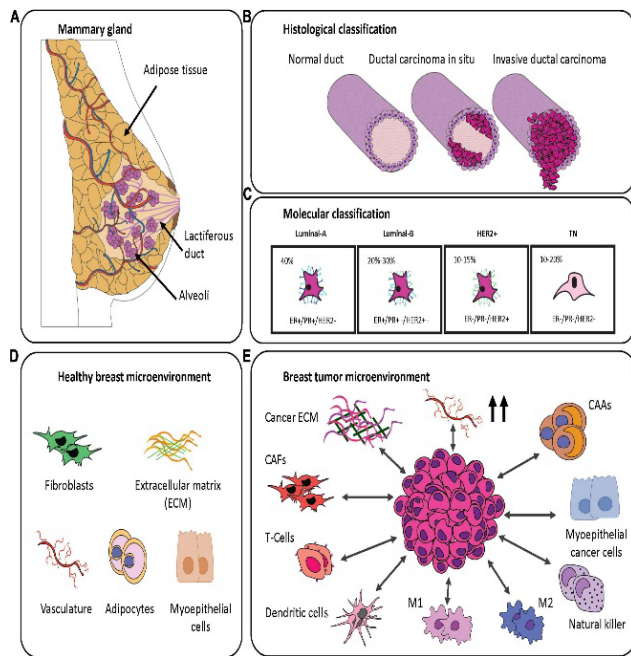 A
Mammary gland
Adipose tissue
Lactiferous
duct
Alveoli
B
Histological classification
Normal duct
Ductal carcinoma in situ
Invasive ductal carcinoma
C
Molecular classification
Luminal-A
Luminal-B
HER2+
TN
40%
20%-30%
10-15%
10-20%
ER+/PR+/HER2-
ER+/PR+-/HER2+-
ER-/PR-/HER2+
ER-/PR-/HER2-
D
Healthy breast microenvironment
Fibroblasts
Extracellular matrix
(ECM)
Vasculature
Adipocytes
Myoepithelial
cells
E
Breast tumor microenvironment
Cancer ECM
CAAs
CAFs
Myoepithelial
cancer cells
T-Cells
Dendritic cells
M1
M2
Natural killer